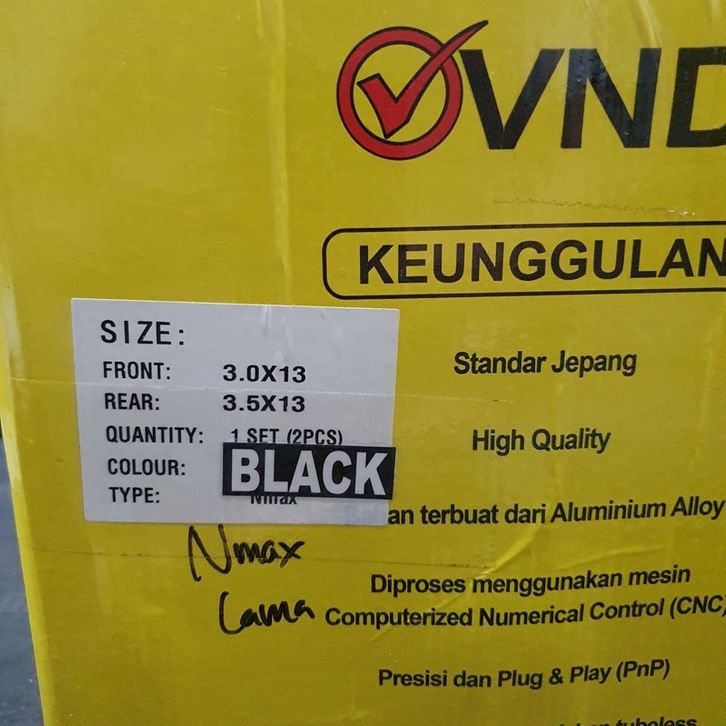 VND
KEUNGGULAN
SIZE:
FRONT: 3.0X13
REAR: 3.5X13
QUANTITY: 1 SET (2PCS)
COLOUR: BLACK
TYPE: Nmax
Nmax
Lama
Standar Jepang
High Quality
an terbuat dari Aluminium Alloy
Diproses menggunakan mesin
Computerized Numerical Control (CNC)
Presisi dan Plug & Play (PnP)
tubeless